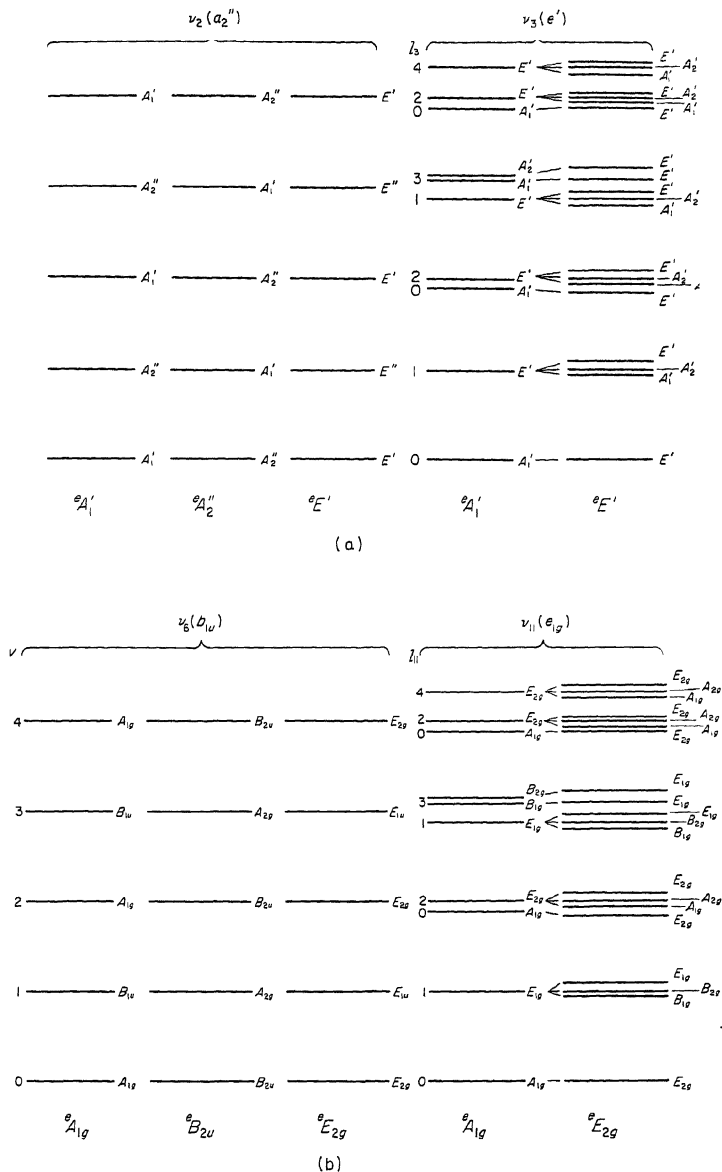 ν₂(a₂″) ν₃(e′)
l₃
4 E′ E′ A₂′ A₁′
A₁′ A₂″ E′ 2 E′ E′ A₂′
0 A₁′ A₁′ E′
A₂″ A₁′ E″ 3 A₂′ A₁′ E′ E′
1 E′ E′ A₂′ A₁′
A₁′ A₂″ E′ 2 E′ E′ A₂′
0 A₁′ E′
A₂″ A₁′ E″ 1 E′ E′ A₂′ A₁′
A₁′ A₂″ E′ 0 A₁′ E′
ᵉA₁′ ᵉA₂″ ᵉE′ ᵉA₁′ ᵉE′
(a)
ν₆(b₁ᵤ) ν₁₁(e₁g)
v l₁₁
4 E₂g E₂g A₂g A₁g
4 A₁g B₂ᵤ E₂g 2 E₂g E₂g A₂g
0 A₁g A₁g E₂g
3 B₁ᵤ A₂g E₁ᵤ 3 B₂g B₁g E₁g E₁g
1 E₁g E₁g B₂g B₁g
2 A₁g B₂ᵤ E₂g 2 E₂g E₂g A₂g
0 A₁g A₁g E₂g
1 B₁ᵤ A₂g E₁ᵤ 1 E₁g E₁g B₂g B₁g
0 A₁g B₂ᵤ E₂g 0 A₁g E₂g
ᵉA₁g ᵉB₂ᵤ ᵉE₂g ᵉA₁g ᵉE₂g
(b)